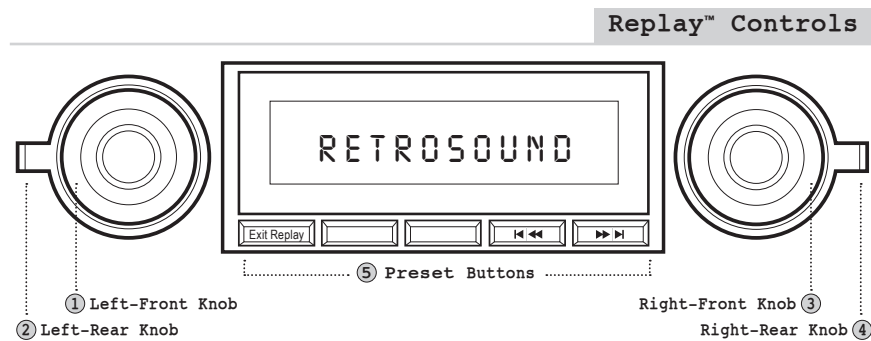 Replay™ Controls
RETROSOUND
Exit Replay
5 Preset Buttons
1 Left-Front Knob
Right-Front Knob 3
2 Left-Rear Knob
Right-Rear Knob 4